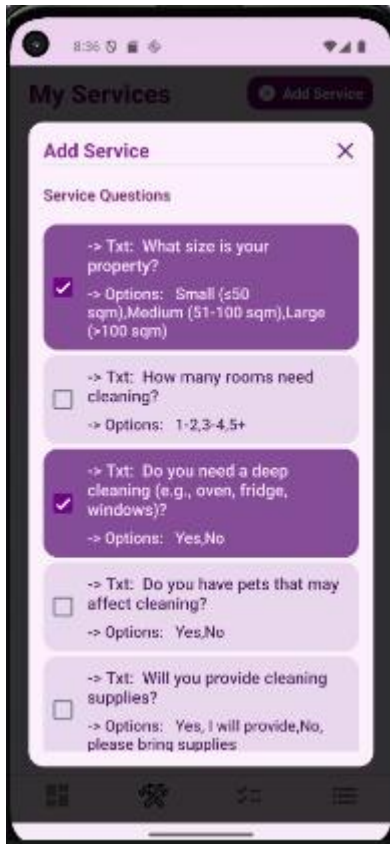 8:36
My Services
Add Service
Add Service
Service Questions
-> Txt: What size is your
property?
-> Options: Small (≤50
sqm),Medium (51-100 sqm),Large
(>100 sqm)
-> Txt: How many rooms need
cleaning?
-> Options: 1-2,3-4,5+
-> Txt: Do you need a deep
cleaning (e.g., oven, fridge,
windows)?
-> Options: Yes,No
-> Txt: Do you have pets that may
affect cleaning?
-> Options: Yes,No
-> Txt: Will you provide cleaning
supplies?
-> Options: Yes, I will provide,No,
please bring supplies